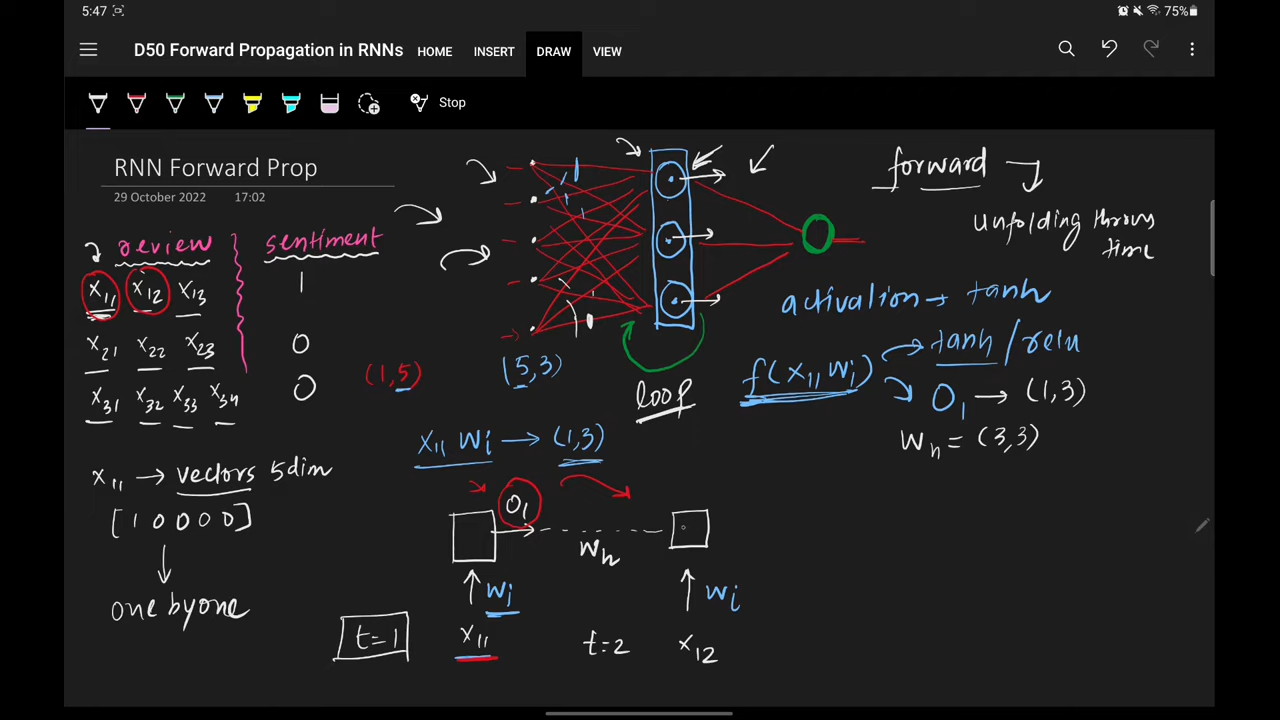 5:47
75%
D50 Forward Propagation in RNNs HOME INSERT DRAW VIEW
Stop
RNN Forward Prop
29 October 2022 17:02
review sentiment
x11 x12 x13 1
x21 x22 x23 0
x31 x32 x33 x34 0
x11 → vectors 5dim
[1 0 0 0 0]
one by one
(1,5)
(5,3)
loop
forward
Unfolding throws
time
activation → tanh
f(x11 Wi) tanh/relu
O1 → (1,3)
Wh = (3,3)
x11 Wi → (1,3)
O1
Wh
Wi Wi
t=1 x11 t=2 x12